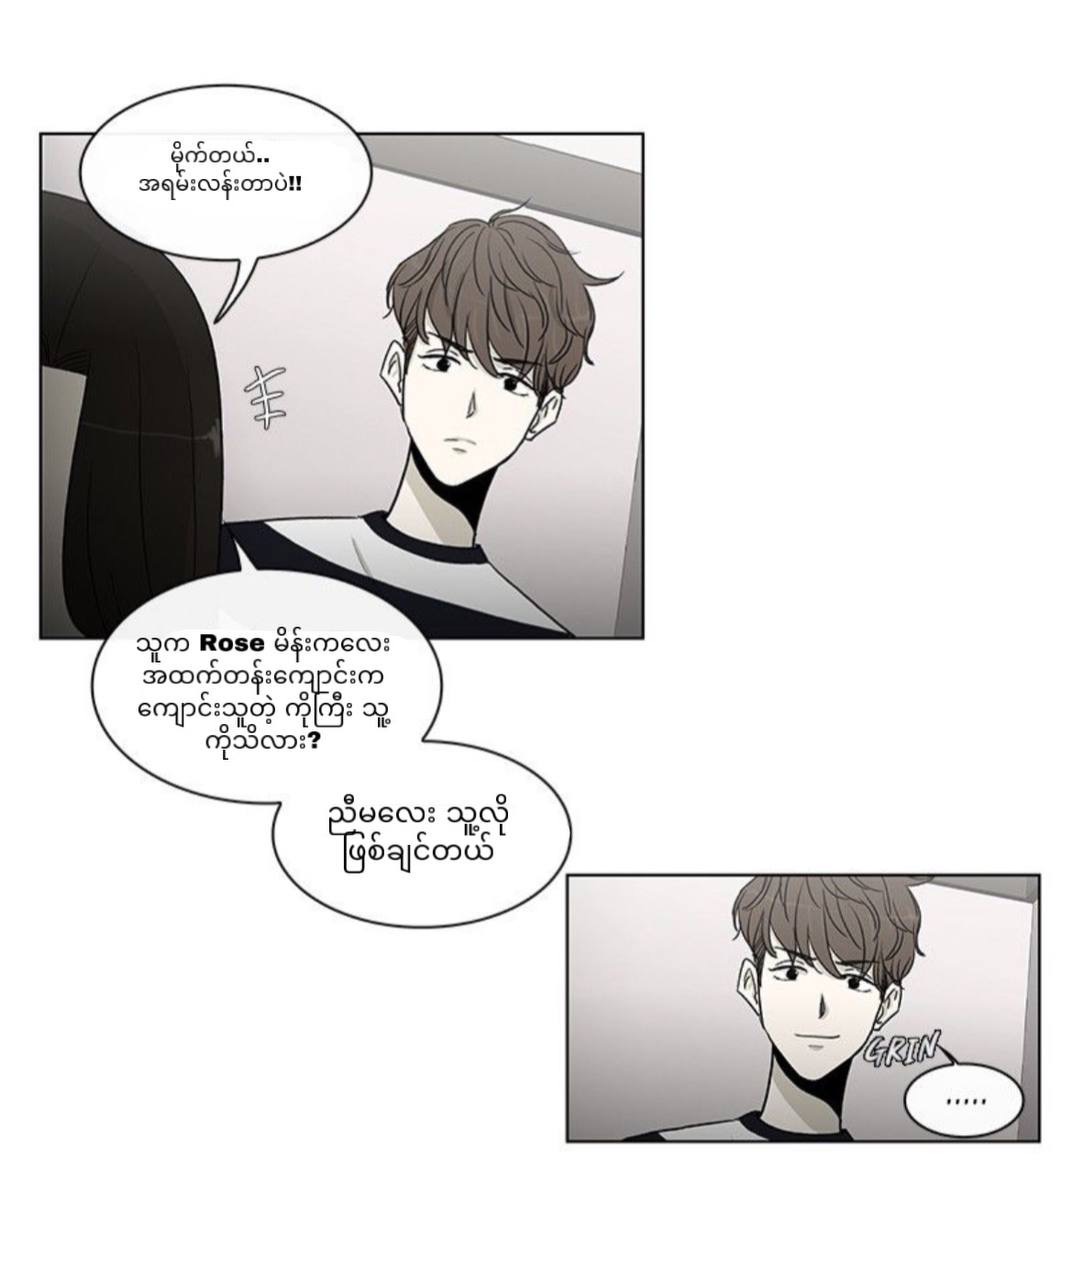 မိုက်တယ်..
အရမ်းလန်းတာပဲ!!
သူက Rose မိန်းကလေး
အထက်တန်းကျောင်းက
ကျောင်းသူတဲ့ ကိုကြီး သူ့
ကိုသိလား?
ညီမလေး သူ့လို
ဖြစ်ချင်တယ်
GRIN
.....